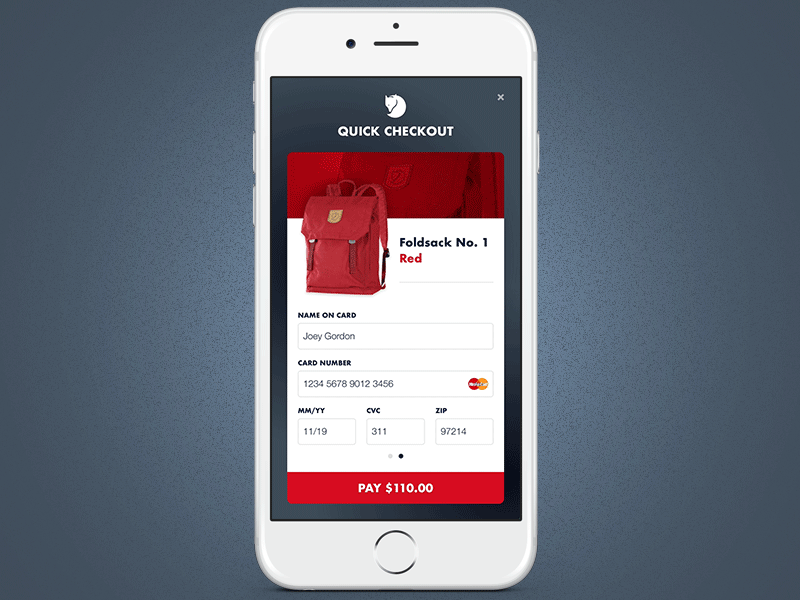 ×
QUICK CHECKOUT
Foldsack No. 1
Red
NAME ON CARD
Joey Gordon
CARD NUMBER
1234 5678 9012 3456
MasterCard
MM/YY CVC ZIP
11/19 311 97214
PAY $110.00